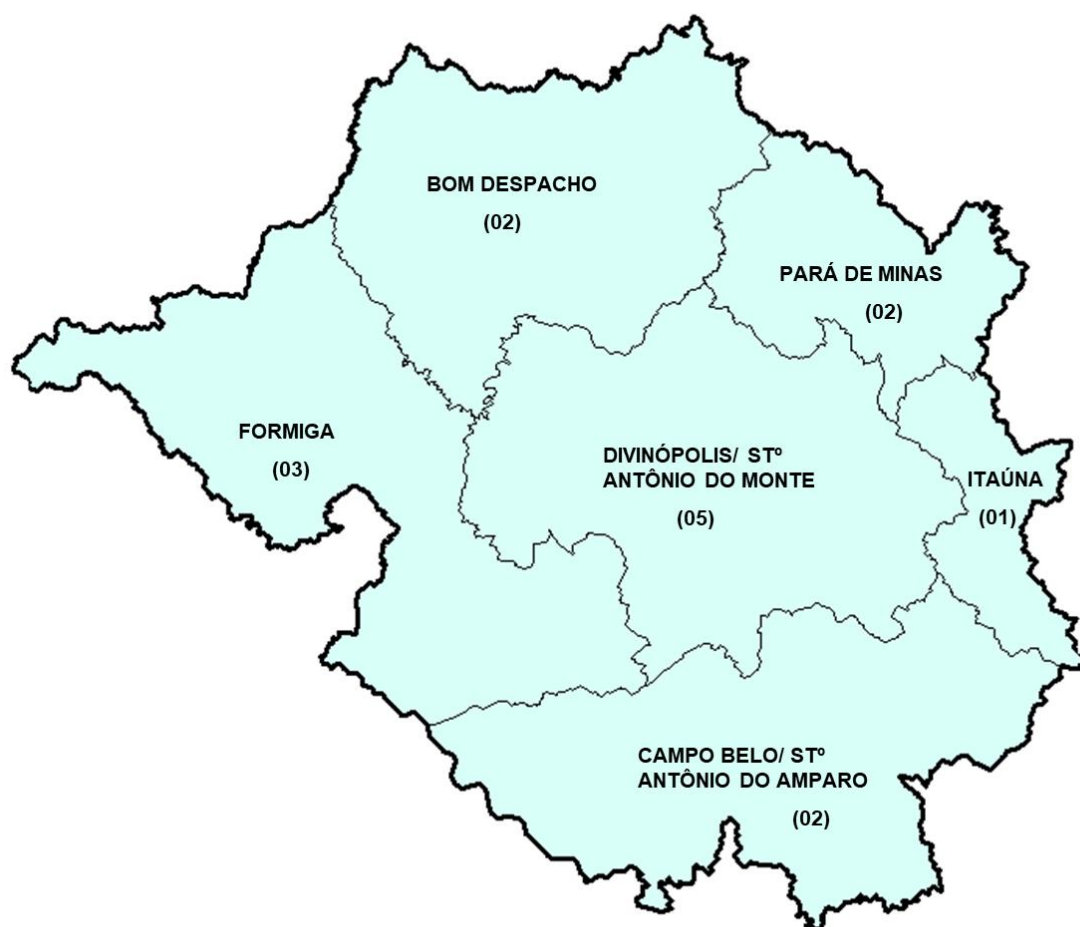 BOM DESPACHO
(02)
PARÁ DE MINAS
(02)
FORMIGA
(03)
DIVINÓPOLIS/ STº
ANTÔNIO DO MONTE
(05)
ITAÚNA
(01)
CAMPO BELO/ STº
ANTÔNIO DO AMPARO
(02)